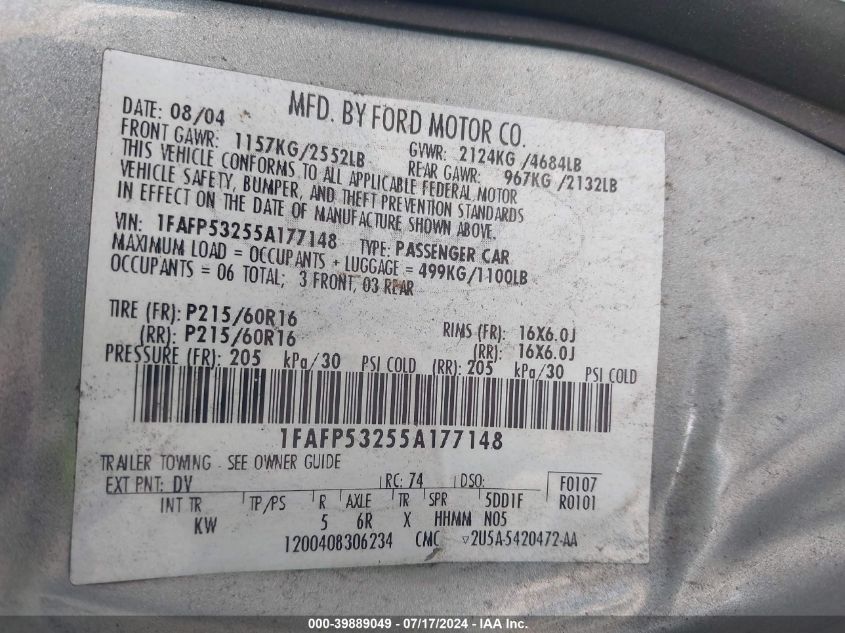 MFD. BY FORD MOTOR CO.
DATE: 08/04
GVWR: 2124KG /4684LB
FRONT GAWR: 1157KG/2552LB
REAR GAWR: 967KG /2132LB
THIS VEHICLE CONFORMS TO ALL APPLICABLE FEDERAL MOTOR
VEHICLE SAFETY, BUMPER, AND THEFT PREVENTION STANDARDS
IN EFFECT ON THE DATE OF MANUFACTURE SHOWN ABOVE.
VIN: 1FAFP53255A177148 TYPE: PASSENGER CAR
MAXIMUM LOAD = OCCUPANTS + LUGGAGE = 499KG/1100LB
OCCUPANTS = 06 TOTAL; 3 FRONT, 03 REAR
TIRE (FR): P215/60R16 RIMS (FR): 16X6.0J
(RR): P215/60R16 (RR): 16X6.0J
PRESSURE (FR): 205 kPa/30 PSI COLD (RR): 205 kPa/30 PSI COLD
1FAFP53255A177148
TRAILER TOWING - SEE OWNER GUIDE
EXT PNT: DV RC: 74 DSO: F0107
R0101
INT TR TP/PS R AXLE TR SPR 5DD1F
KW 5 6R X HHMM N05
1200408306234 CMC ▽2U5A-5420472-AA
000-39889049 - 07/17/2024 - IAA Inc.